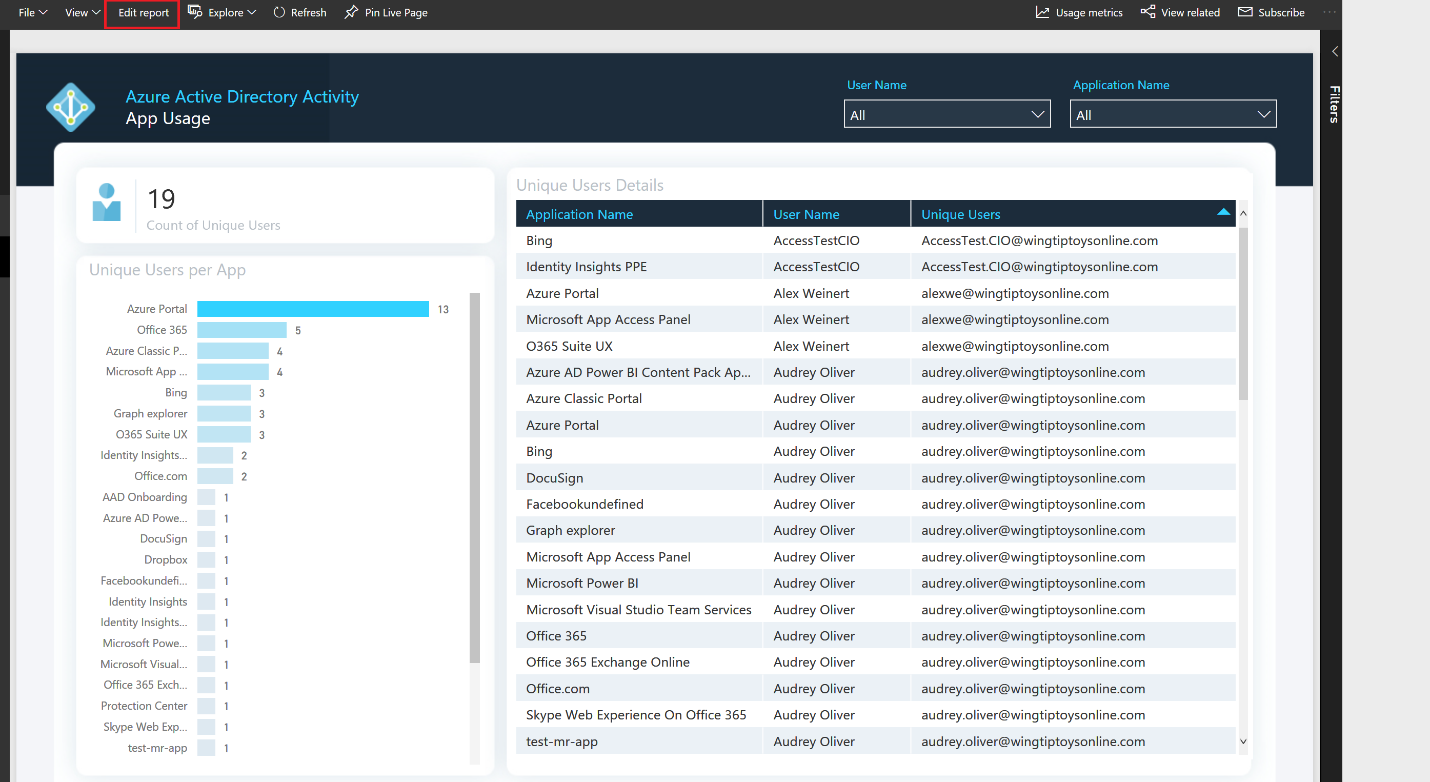 File View Edit report Explore Refresh Pin Live Page Usage metrics View related Subscribe ...
Filters
Azure Active Directory Activity
App Usage
User Name
All
Application Name
All
19
Count of Unique Users
Unique Users per App
Azure Portal 13
Office 365 5
Azure Classic P... 4
Microsoft App ... 4
Bing 3
Graph explorer 3
O365 Suite UX 3
Identity Insights... 2
Office.com 2
AAD Onboarding 1
Azure AD Powe... 1
DocuSign 1
Dropbox 1
Facebookundefi... 1
Identity Insights 1
Identity Insights... 1
Microsoft Powe... 1
Microsoft Visual... 1
Office 365 Exch... 1
Protection Center 1
Skype Web Exp... 1
test-mr-app 1
Unique Users Details
Application Name User Name Unique Users
Bing AccessTestCIO AccessTest.CIO@wingtiptoysonline.com
Identity Insights PPE AccessTestCIO AccessTest.CIO@wingtiptoysonline.com
Azure Portal Alex Weinert alexwe@wingtiptoysonline.com
Microsoft App Access Panel Alex Weinert alexwe@wingtiptoysonline.com
O365 Suite UX Alex Weinert alexwe@wingtiptoysonline.com
Azure AD Power BI Content Pack Ap... Audrey Oliver audrey.oliver@wingtiptoysonline.com
Azure Classic Portal Audrey Oliver audrey.oliver@wingtiptoysonline.com
Azure Portal Audrey Oliver audrey.oliver@wingtiptoysonline.com
Bing Audrey Oliver audrey.oliver@wingtiptoysonline.com
DocuSign Audrey Oliver audrey.oliver@wingtiptoysonline.com
Facebookundefined Audrey Oliver audrey.oliver@wingtiptoysonline.com
Graph explorer Audrey Oliver audrey.oliver@wingtiptoysonline.com
Microsoft App Access Panel Audrey Oliver audrey.oliver@wingtiptoysonline.com
Microsoft Power BI Audrey Oliver audrey.oliver@wingtiptoysonline.com
Microsoft Visual Studio Team Services Audrey Oliver audrey.oliver@wingtiptoysonline.com
Office 365 Audrey Oliver audrey.oliver@wingtiptoysonline.com
Office 365 Exchange Online Audrey Oliver audrey.oliver@wingtiptoysonline.com
Office.com Audrey Oliver audrey.oliver@wingtiptoysonline.com
Skype Web Experience On Office 365 Audrey Oliver audrey.oliver@wingtiptoysonline.com
test-mr-app Audrey Oliver audrey.oliver@wingtiptoysonline.com